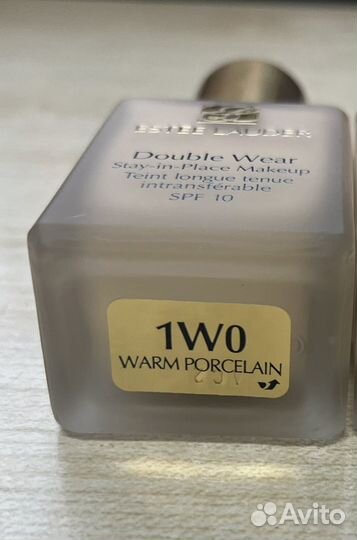 ESTEE LAUDER
Double Wear
Stay-in-Place Makeup
Teint longue tenue
intransférable
SPF 10
1W0
WARM PORCELAIN
Avito